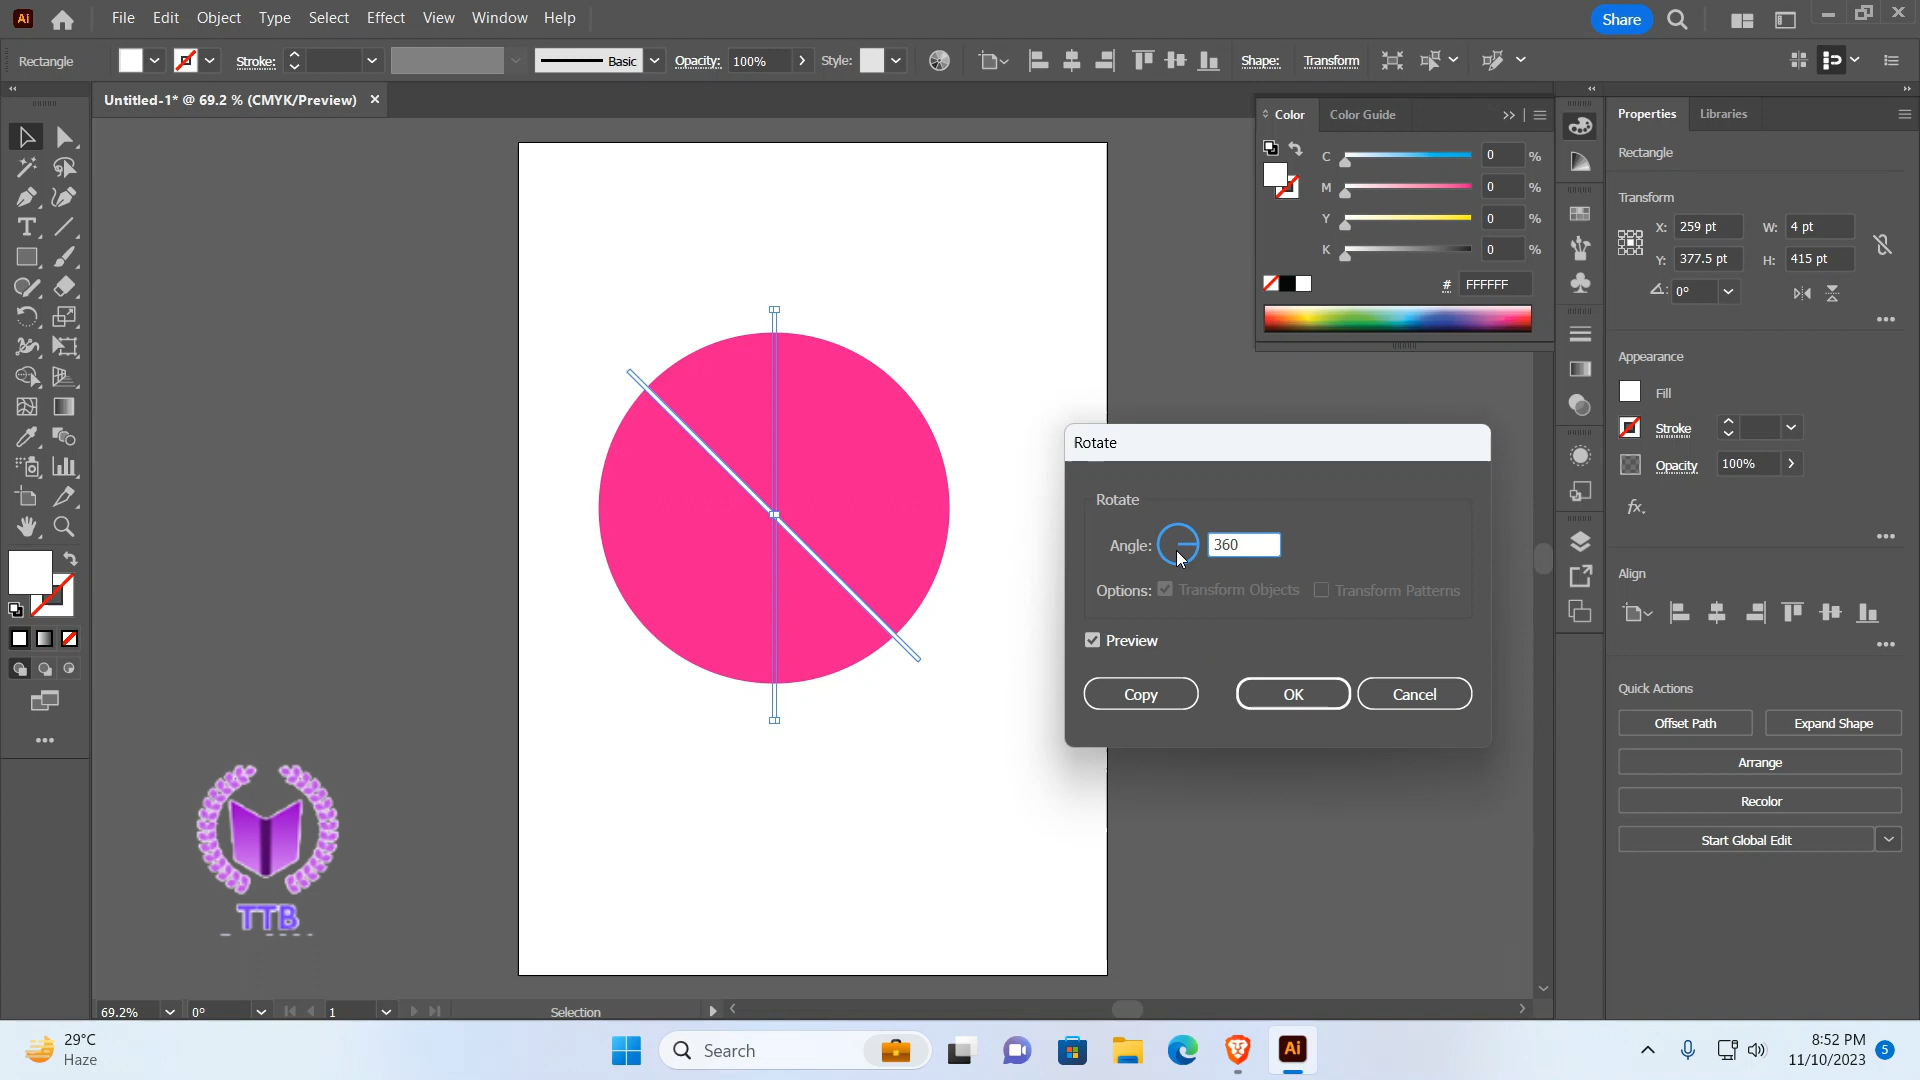 Ai File Edit Object Type Select Effect View Window Help Share
Rectangle Stroke: Basic Opacity: 100% Style: Shape: Transform
Untitled-1* @ 69.2 % (CMYK/Preview)
Color Color Guide
C 0 %
M 0 %
Y 0 %
K 0 %
# FFFFFF
Properties Libraries
Rectangle
Transform
X: 259 pt W: 4 pt
Y: 377.5 pt H: 415 pt
0°
Appearance
Fill
Stroke
Opacity 100%
fx.
Align
Quick Actions
Offset Path Expand Shape
Arrange
Recolor
Start Global Edit
Rotate
Rotate
Angle: 360
Options: Transform Objects Transform Patterns
Preview
Copy OK Cancel
TTB
69.2% 0° 1 Selection
29°C
Haze
Search
Ai
8:52 PM
11/10/2023
5